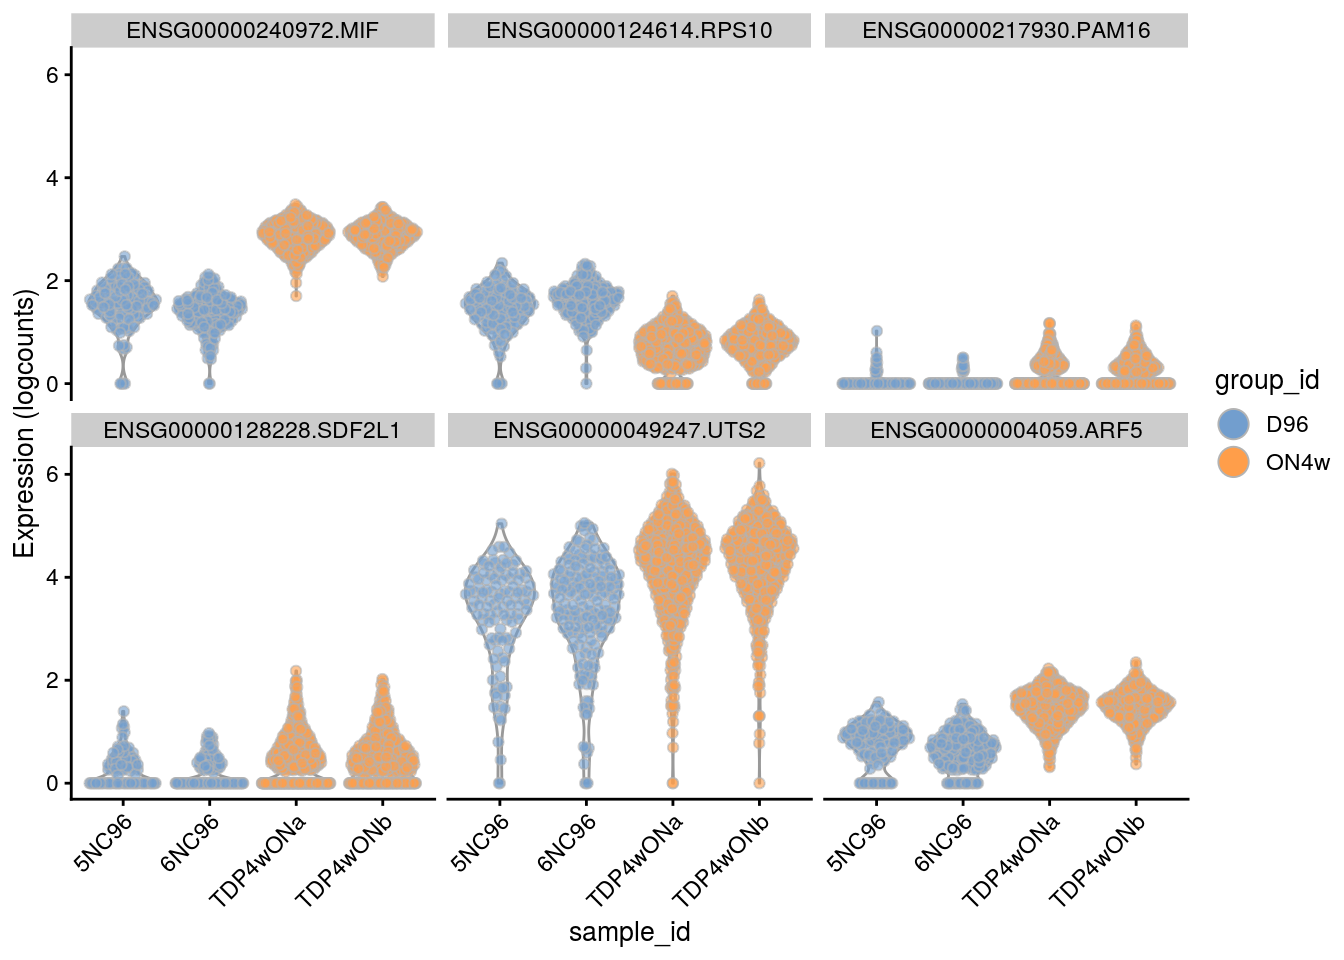 ENSG00000240972.MIF
ENSG00000124614.RPS10
ENSG00000217930.PAM16
6
4
2
0
ENSG00000128228.SDF2L1
ENSG00000049247.UTS2
ENSG00000004059.ARF5
6
4
2
0
Expression (logcounts)
5NC96
6NC96
TDP4wONa
TDP4wONb
5NC96
6NC96
TDP4wONa
TDP4wONb
5NC96
6NC96
TDP4wONa
TDP4wONb
sample_id
group_id
D96
ON4w